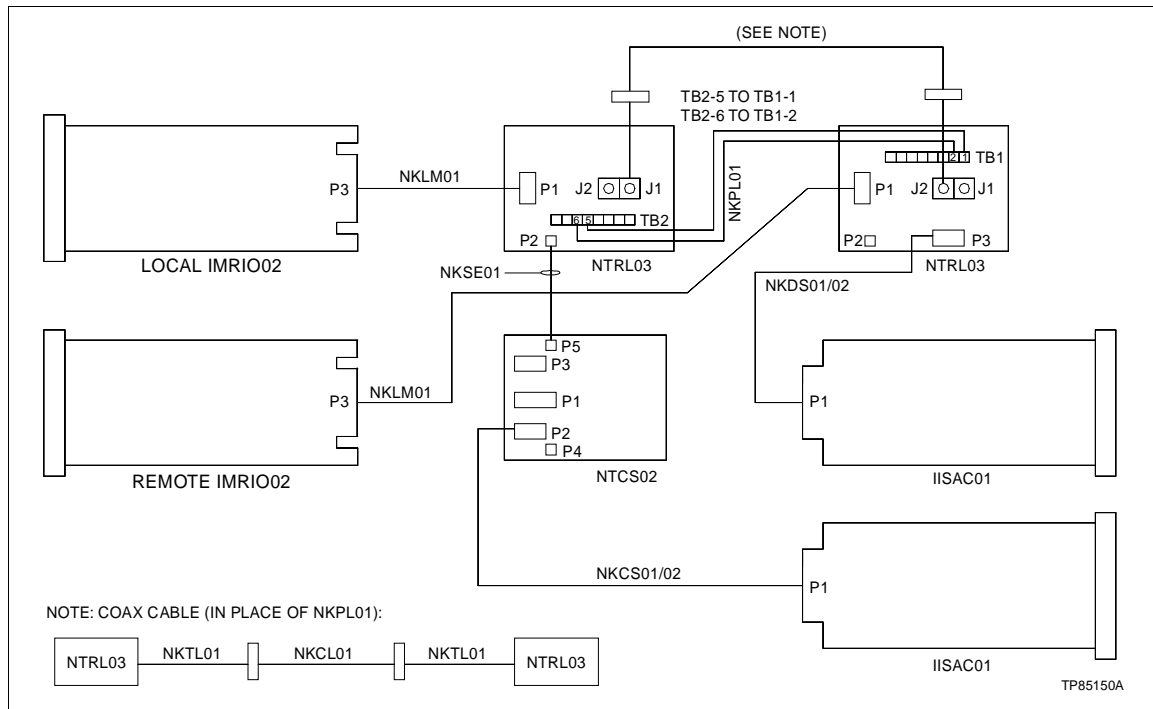 (SEE NOTE)
TB2-5 TO TB1-1
TB2-6 TO TB1-2
P3
NKLM01
P1
J2
J1
6
5
TB2
P2
NTRL03
LOCAL IMRIO02
NKPL01
2
1
TB1
P1
J2
J1
P2
P3
NTRL03
NKSE01
NKDS01/02
P3
NKLM01
REMOTE IMRIO02
P5
P3
P1
P2
P4
NTCS02
P1
IISAC01
NKCS01/02
P1
IISAC01
NOTE: COAX CABLE (IN PLACE OF NKPL01):
NTRL03
NKTL01
NKCL01
NKTL01
NTRL03
TP85150A